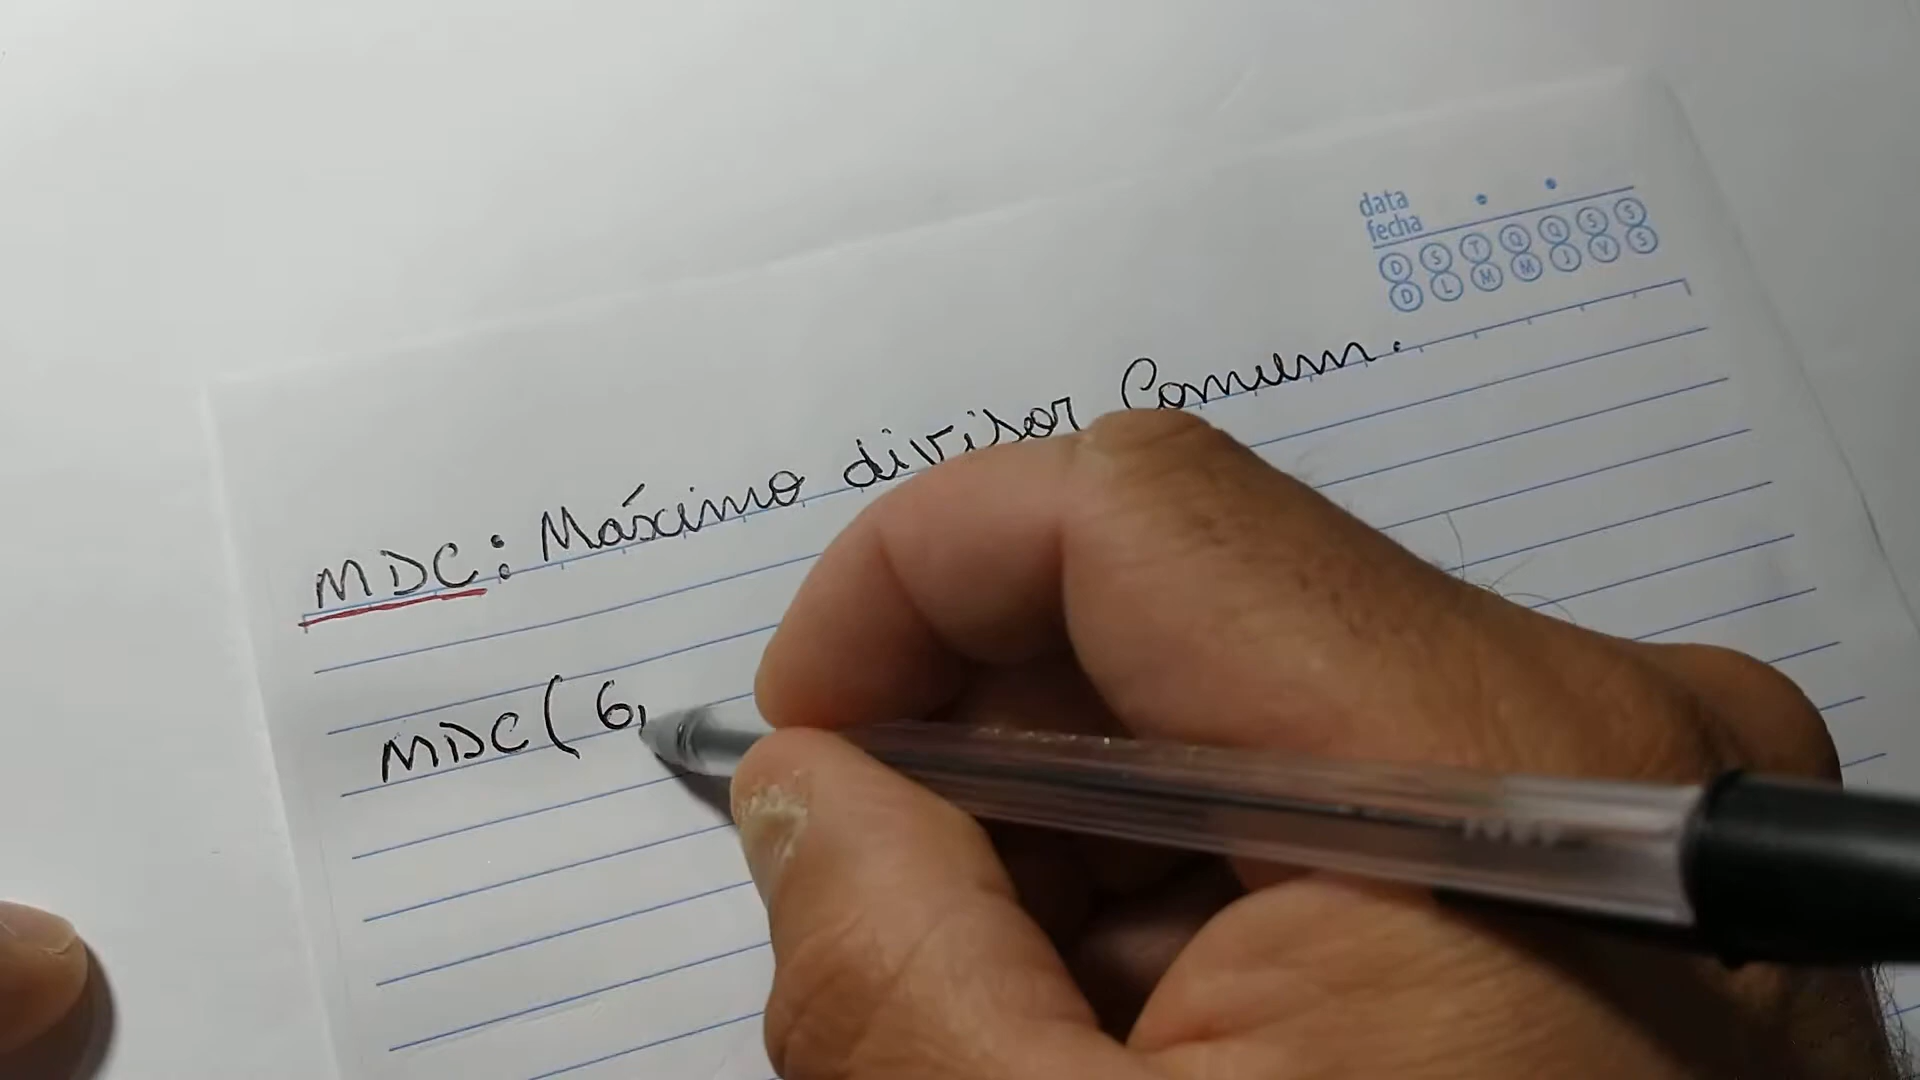 data
fecha
D S T Q Q S S
D L M M J V S
MDC: Máximo divisor Comum.
MDC( 6,